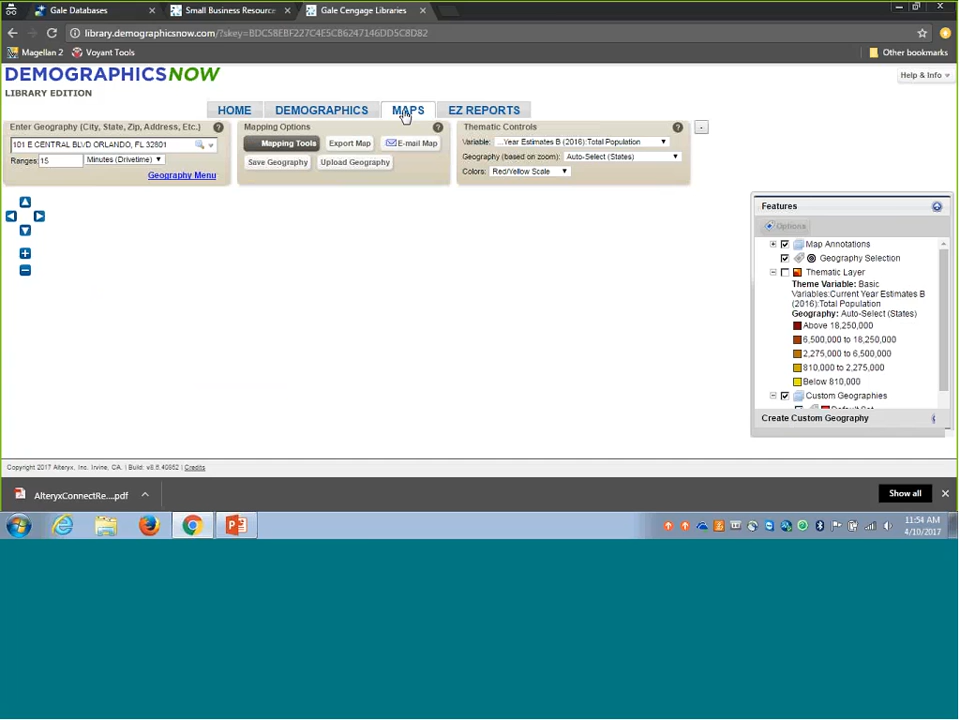 Gale Databases
Small Business Resource
Gale Cengage Libraries
library.demographicsnow.com/?skey=BDC58EBF227C4E5CB6247146DD5C8D82
Magellan 2
Voyant Tools
Other bookmarks
DEMOGRAPHICSNOW
LIBRARY EDITION
Help & Info
HOME
DEMOGRAPHICS
MAPS
EZ REPORTS
Enter Geography (City, State, Zip, Address, Etc.)
101 E CENTRAL BLVD ORLANDO, FL 32801
Ranges: 15 Minutes (Drivetime)
Geography Menu
Mapping Options
Mapping Tools Export Map E-mail Map
Save Geography Upload Geography
Thematic Controls
Variable: ...Year Estimates B (2016):Total Population
Geography (based on zoom): Auto-Select (States)
Colors: Red/Yellow Scale
Features
Options
Map Annotations
Geography Selection
Thematic Layer
Theme Variable: Basic
Variables:Current Year Estimates B
(2016):Total Population
Geography: Auto-Select (States)
Above 18,250,000
6,500,000 to 18,250,000
2,275,000 to 6,500,000
810,000 to 2,275,000
Below 810,000
Custom Geographies
Create Custom Geography
Copyright 2017 Alteryx, Inc. Irvine, CA. | Build: v8.6.40952 | Credits
AlteryxConnectRe....pdf
Show all
11:54 AM
4/10/2017